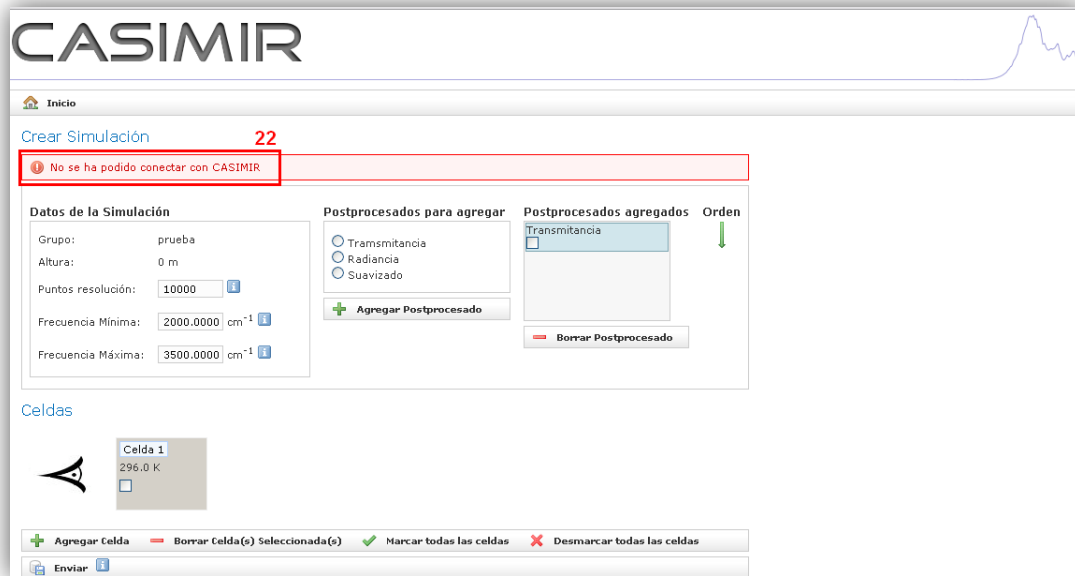 CASIMIR
Inicio
Crear Simulación
22
No se ha podido conectar con CASIMIR
Datos de la Simulación
Grupo: prueba
Altura: 0 m
Puntos resolución: 10000
Frecuencia Mínima: 2000.0000 cm⁻¹
Frecuencia Máxima: 3500.0000 cm⁻¹
Postprocesados para agregar
Tramsmitancia
Radiancia
Suavizado
Agregar Postprocesado
Postprocesados agregados
Transmitancia
Borrar Postprocesado
Orden
Celdas
Celda 1
296.0 K
Agregar Celda Borrar Celda(s) Seleccionada(s) Marcar todas las celdas Desmarcar todas las celdas
Enviar